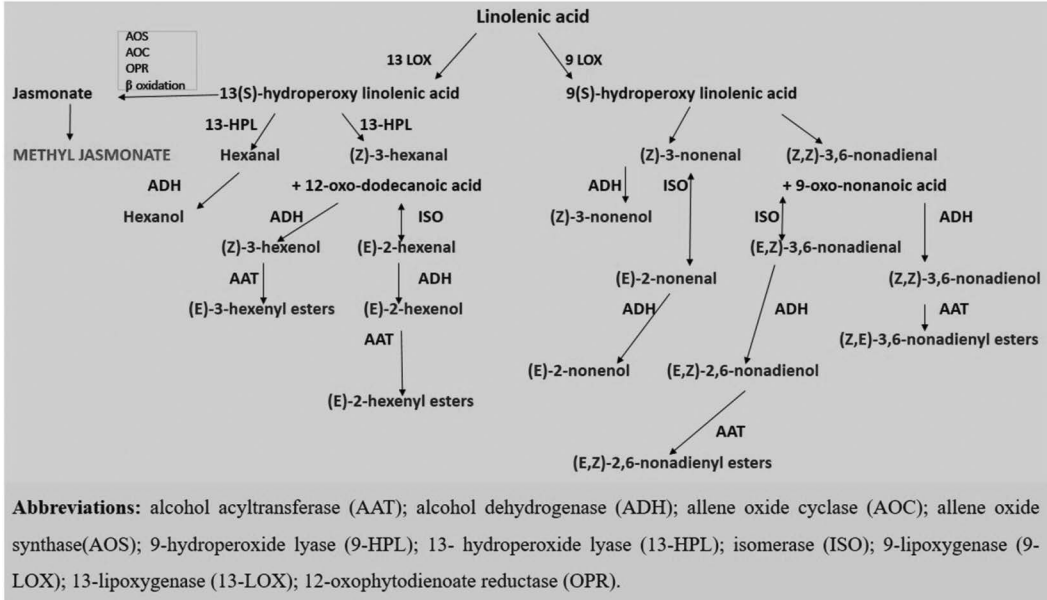 Linolenic acid
AOS
AOC
OPR
β oxidation
13 LOX
9 LOX
Jasmonate
13(S)-hydroperoxy linolenic acid
9(S)-hydroperoxy linolenic acid
13-HPL
13-HPL
METHYL JASMONATE
Hexanal
(Z)-3-hexanal
(Z)-3-nonenal
(Z,Z)-3,6-nonadienal
ADH
+ 12-oxo-dodecanoic acid
ADH
ISO
+ 9-oxo-nonanoic acid
Hexanol
ADH
ISO
(Z)-3-nonenol
ISO
ADH
(Z)-3-hexenol
(E)-2-hexenal
(E,Z)-3,6-nonadienal
AAT
ADH
(E)-2-nonenal
(Z,Z)-3,6-nonadienol
(E)-3-hexenyl esters
(E)-2-hexenol
ADH
ADH
AAT
AAT
(Z,E)-3,6-nonadienyl esters
(E)-2-nonenol
(E,Z)-2,6-nonadienol
(E)-2-hexenyl esters
AAT
(E,Z)-2,6-nonadienyl esters
Abbreviations: alcohol acyltransferase (AAT); alcohol dehydrogenase (ADH); allene oxide cyclase (AOC); allene oxide
synthase(AOS); 9-hydroperoxide lyase (9-HPL); 13- hydroperoxide lyase (13-HPL); isomerase (ISO); 9-lipoxygenase (9-
LOX); 13-lipoxygenase (13-LOX); 12-oxophytodienoate reductase (OPR).